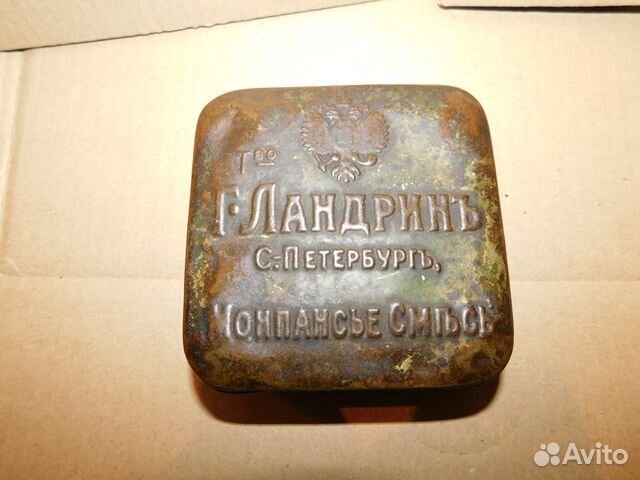 Тво
Г. Ландринъ
С.-Петербургъ,
Монпансье Смѣсь
Avito